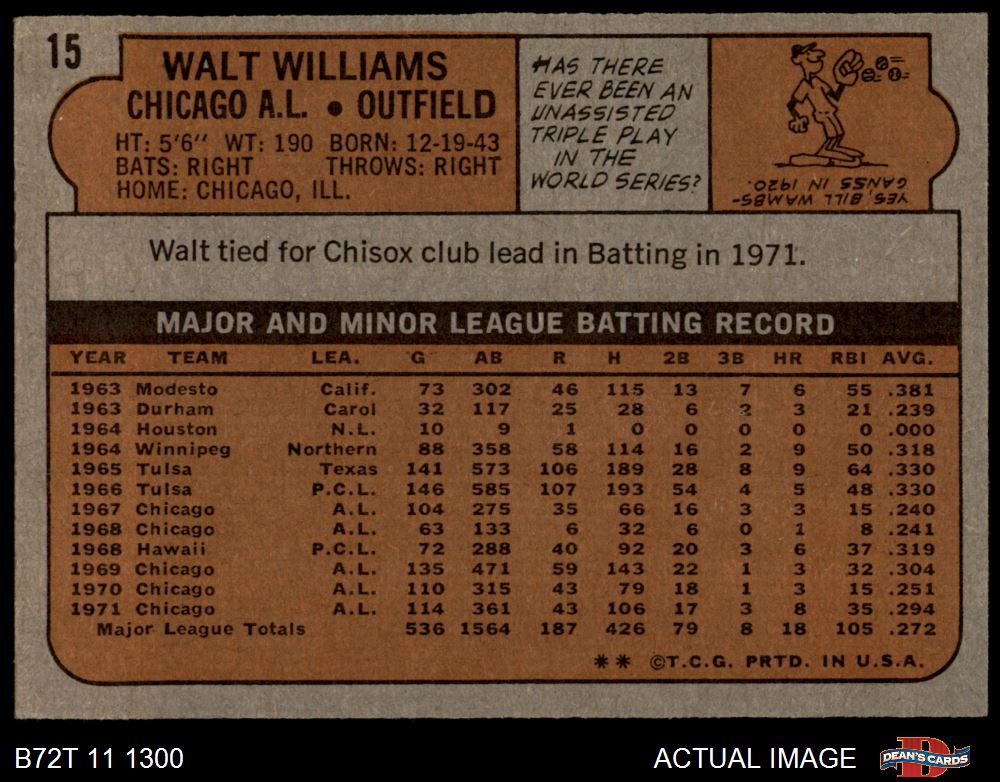 15
WALT WILLIAMS
CHICAGO A.L. • OUTFIELD
HT: 5'6" WT: 190 BORN: 12-19-43
BATS: RIGHT THROWS: RIGHT
HOME: CHICAGO, ILL.
HAS THERE
EVER BEEN AN
UNASSISTED
TRIPLE PLAY
IN THE
WORLD SERIES?
YES, BILL WAMBS-
GANSS IN 1920.
Walt tied for Chisox club lead in Batting in 1971.
MAJOR AND MINOR LEAGUE BATTING RECORD
YEAR TEAM LEA. G AB R H 2B 3B HR RBI AVG.
1963 Modesto Calif. 73 302 46 115 13 7 6 55 .381
1963 Durham Carol 32 117 25 28 6 2 3 21 .239
1964 Houston N.L. 10 9 1 0 0 0 0 0 .000
1964 Winnipeg Northern 88 358 58 114 16 2 9 50 .318
1965 Tulsa Texas 141 573 106 189 28 8 9 64 .330
1966 Tulsa P.C.L. 146 585 107 193 54 4 5 48 .330
1967 Chicago A.L. 104 275 35 66 16 3 3 15 .240
1968 Chicago A.L. 63 133 6 32 6 0 1 8 .241
1968 Hawaii P.C.L. 72 288 40 92 20 3 6 37 .319
1969 Chicago A.L. 135 471 59 143 22 1 3 32 .304
1970 Chicago A.L. 110 315 43 79 18 1 3 15 .251
1971 Chicago A.L. 114 361 43 106 17 3 8 35 .294
Major League Totals 536 1564 187 426 79 8 18 105 .272
** ©T.C.G. PRTD. IN U.S.A.
B72T 11 1300
ACTUAL IMAGE
DEAN'S CARDS